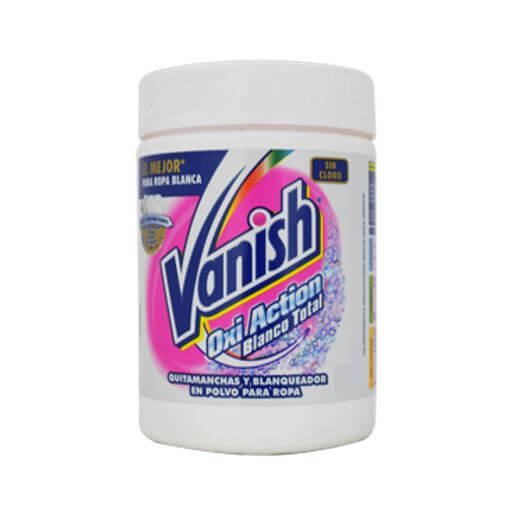 EL MEJOR*
PARA ROPA BLANCA
SIN
CLORO
Vanish
Oxi Action
Blanco Total
QUITAMANCHAS Y BLANQUEADOR
EN POLVO PARA ROPA